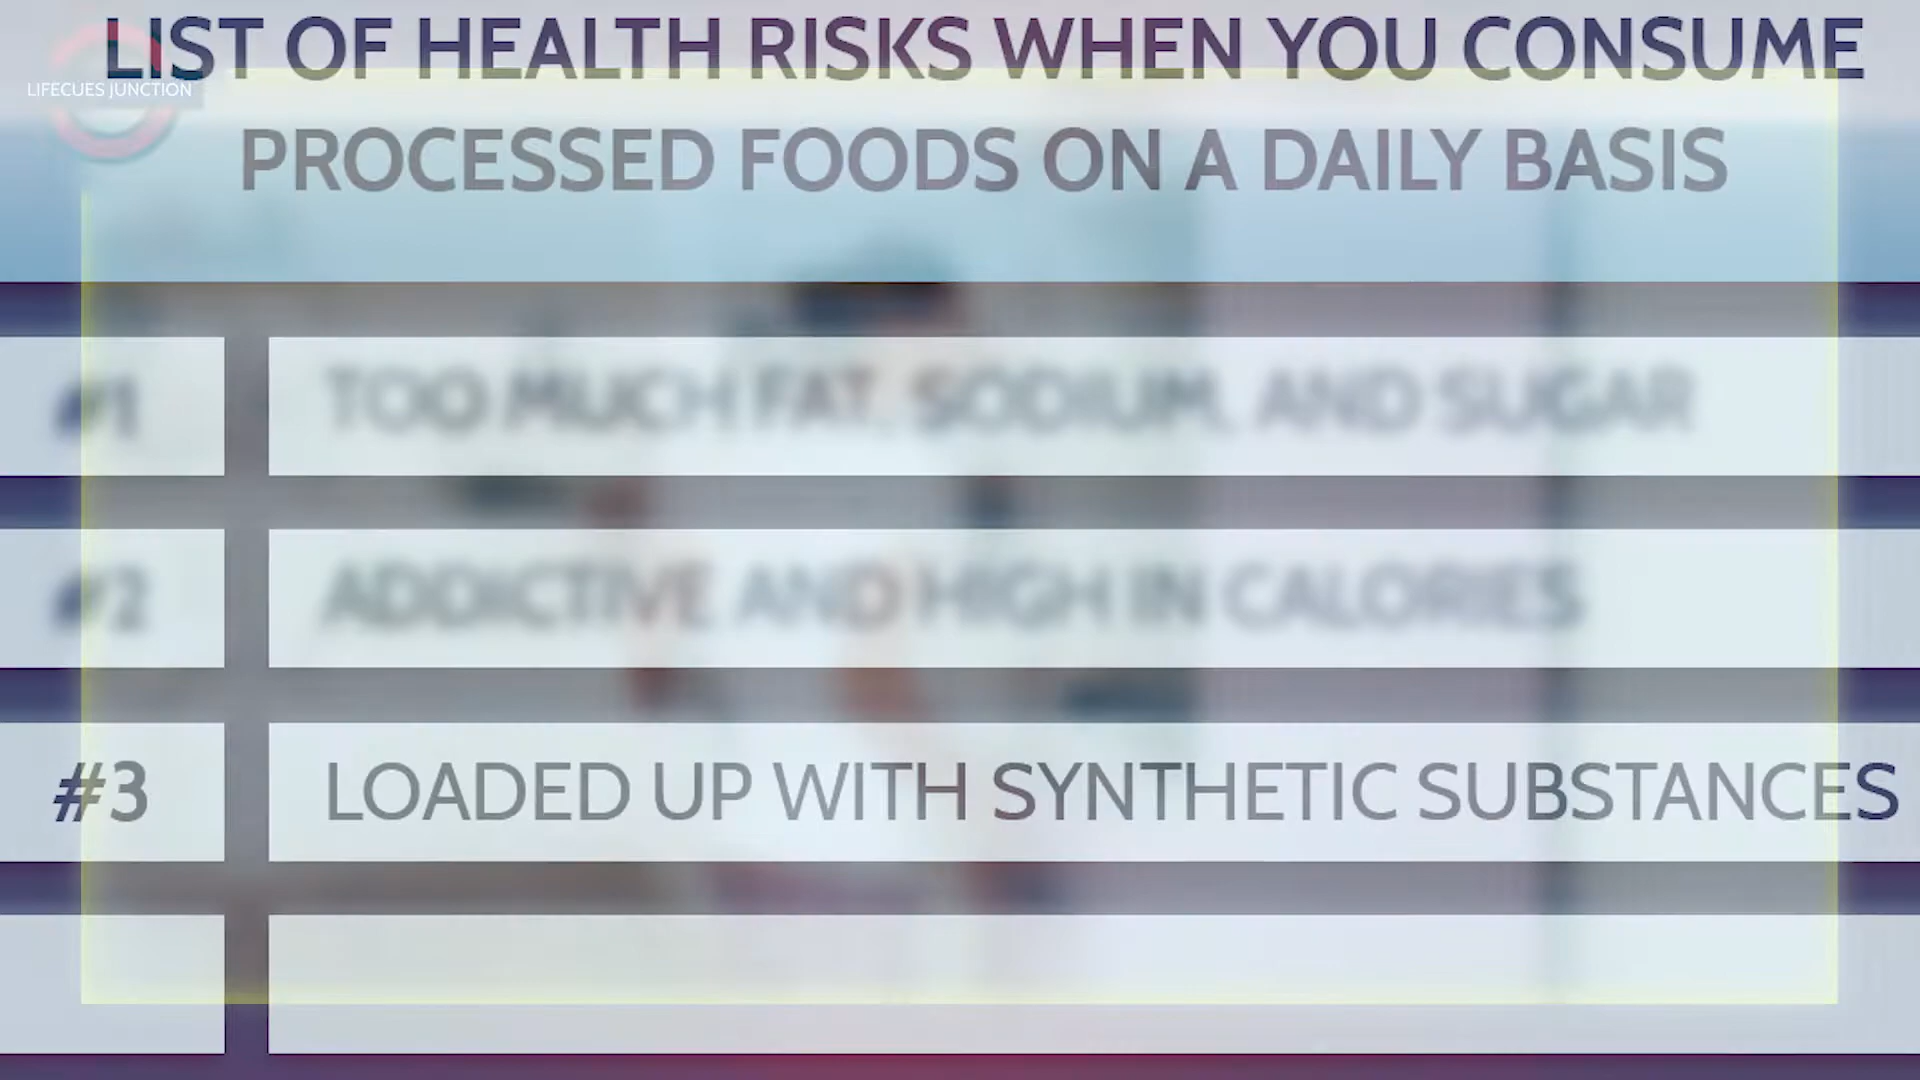 LIST OF HEALTH RISKS WHEN YOU CONSUME
LIFECUES JUNCTION
PROCESSED FOODS ON A DAILY BASIS
#1 TOO MUCH FAT, SODIUM, AND SUGAR
#2 ADDICTIVE AND HIGH IN CALORIES
#3 LOADED UP WITH SYNTHETIC SUBSTANCES